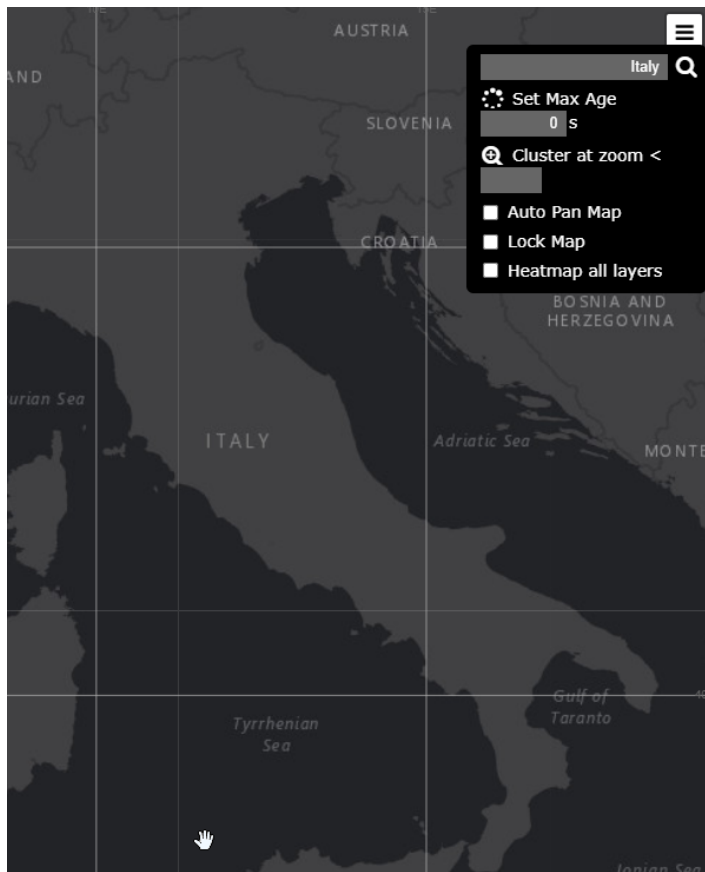 AUSTRIA
Italy
AND
Set Max Age
SLOVENIA
0 s
Cluster at zoom <
Auto Pan Map
CROATIA
Lock Map
Heatmap all layers
BOSNIA AND
HERZEGOVINA
urian Sea
ITALY
Adriatic Sea
MONTE
Gulf of
Taranto
Tyrrhenian
Sea
Ionian Sea